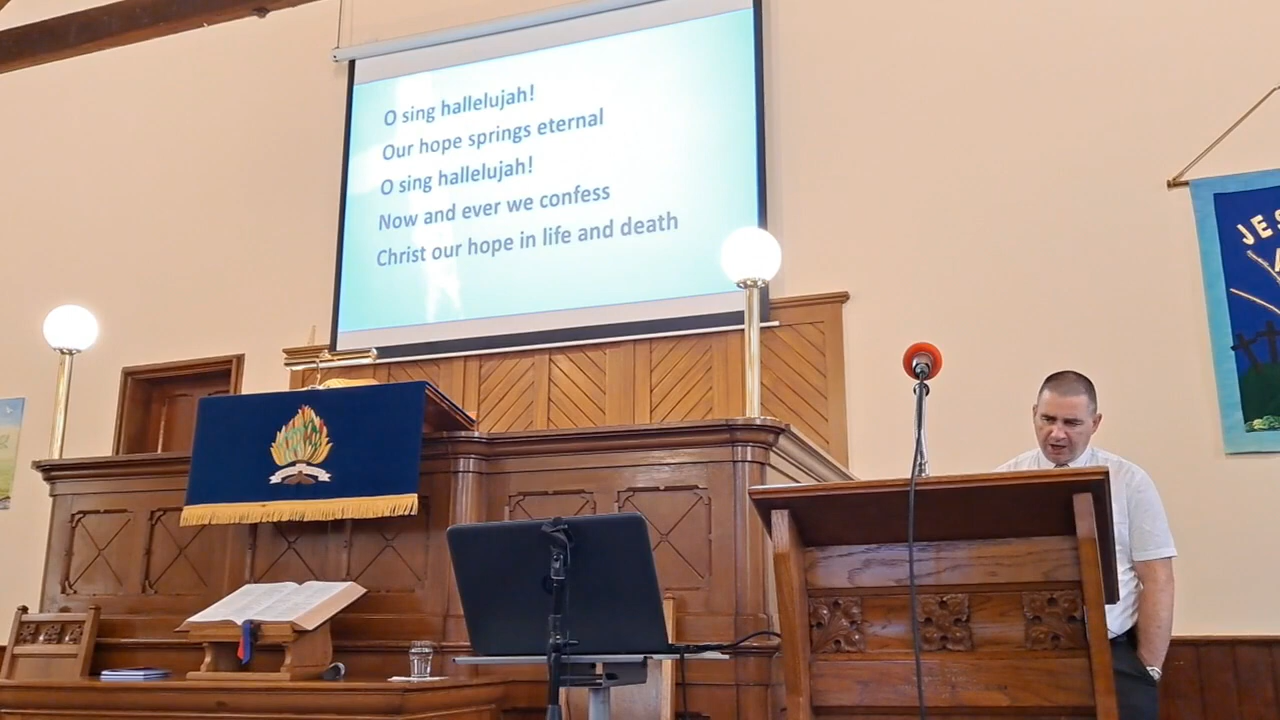 O sing hallelujah!
Our hope springs eternal
O sing hallelujah!
Now and ever we confess
Christ our hope in life and death